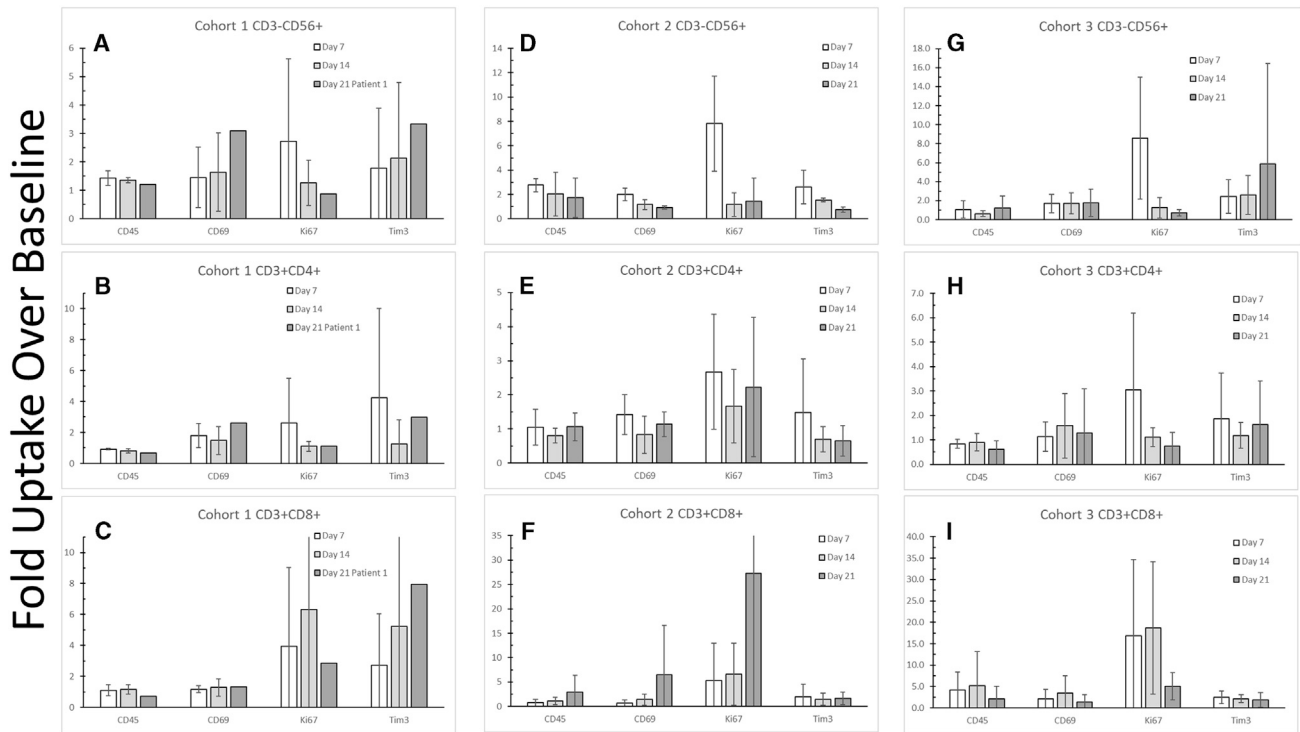 Fold Uptake Over Baseline
A
Cohort 1 CD3-CD56+
Day 7
Day 14
Day 21 Patient 1
6
5
4
3
2
1
0
CD45 CD69 Ki67 Tim3
B
Cohort 1 CD3+CD4+
Day 7
Day 14
Day 21 Patient 1
10
8
6
4
2
0
CD45 CD69 Ki67 Tim3
C
Cohort 1 CD3+CD8+
Day 7
Day 14
Day 21 Patient 1
10
8
6
4
2
0
CD45 CD69 Ki67 Tim3
D
Cohort 2 CD3-CD56+
Day 7
Day 14
Day 21
14
12
10
8
6
4
2
0
CD45 CD69 Ki67 Tim3
E
Cohort 2 CD3+CD4+
Day 7
Day 14
Day 21
5
4
3
2
1
0
CD45 CD69 Ki67 Tim3
F
Cohort 2 CD3+CD8+
Day 7
Day 14
Day 21
35
30
25
20
15
10
5
0
CD45 CD69 Ki67 Tim3
G
Cohort 3 CD3-CD56+
Day 7
Day 14
Day 21
18.0
16.0
14.0
12.0
10.0
8.0
6.0
4.0
2.0
0.0
CD45 CD69 Ki67 Tim3
H
Cohort 3 CD3+CD4+
Day 7
Day 14
Day 21
7.0
6.0
5.0
4.0
3.0
2.0
1.0
0.0
CD45 CD69 Ki67 Tim3
I
Cohort 3 CD3+CD8+
Day 7
Day 14
Day 21
40.0
35.0
30.0
25.0
20.0
15.0
10.0
5.0
0.0
CD45 CD69 Ki67 Tim3